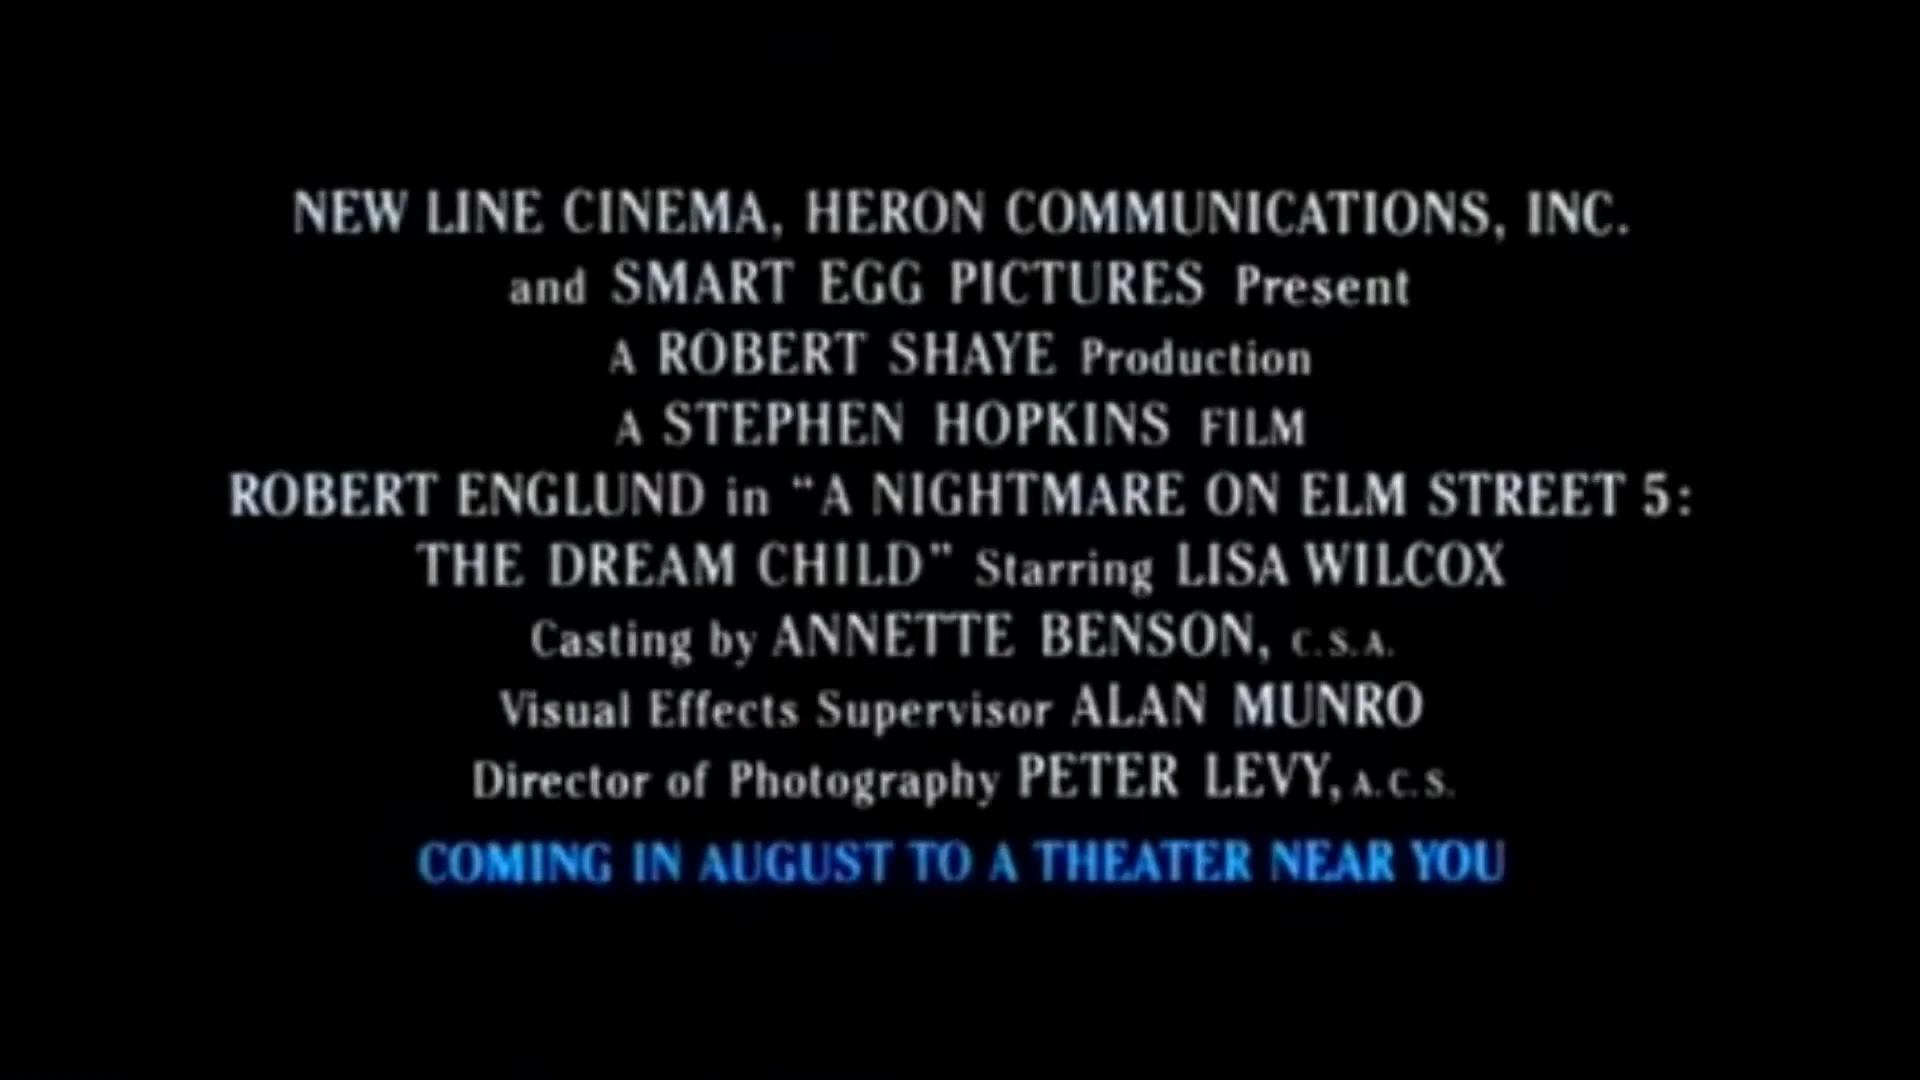 NEW LINE CINEMA, HERON COMMUNICATIONS, INC.
and SMART EGG PICTURES Present
A ROBERT SHAYE Production
A STEPHEN HOPKINS FILM
ROBERT ENGLUND in “A NIGHTMARE ON ELM STREET 5:
THE DREAM CHILD” Starring LISA WILCOX
Casting by ANNETTE BENSON, C.S.A.
Visual Effects Supervisor ALAN MUNRO
Director of Photography PETER LEVY, A.C.S.
COMING IN AUGUST TO A THEATER NEAR YOU